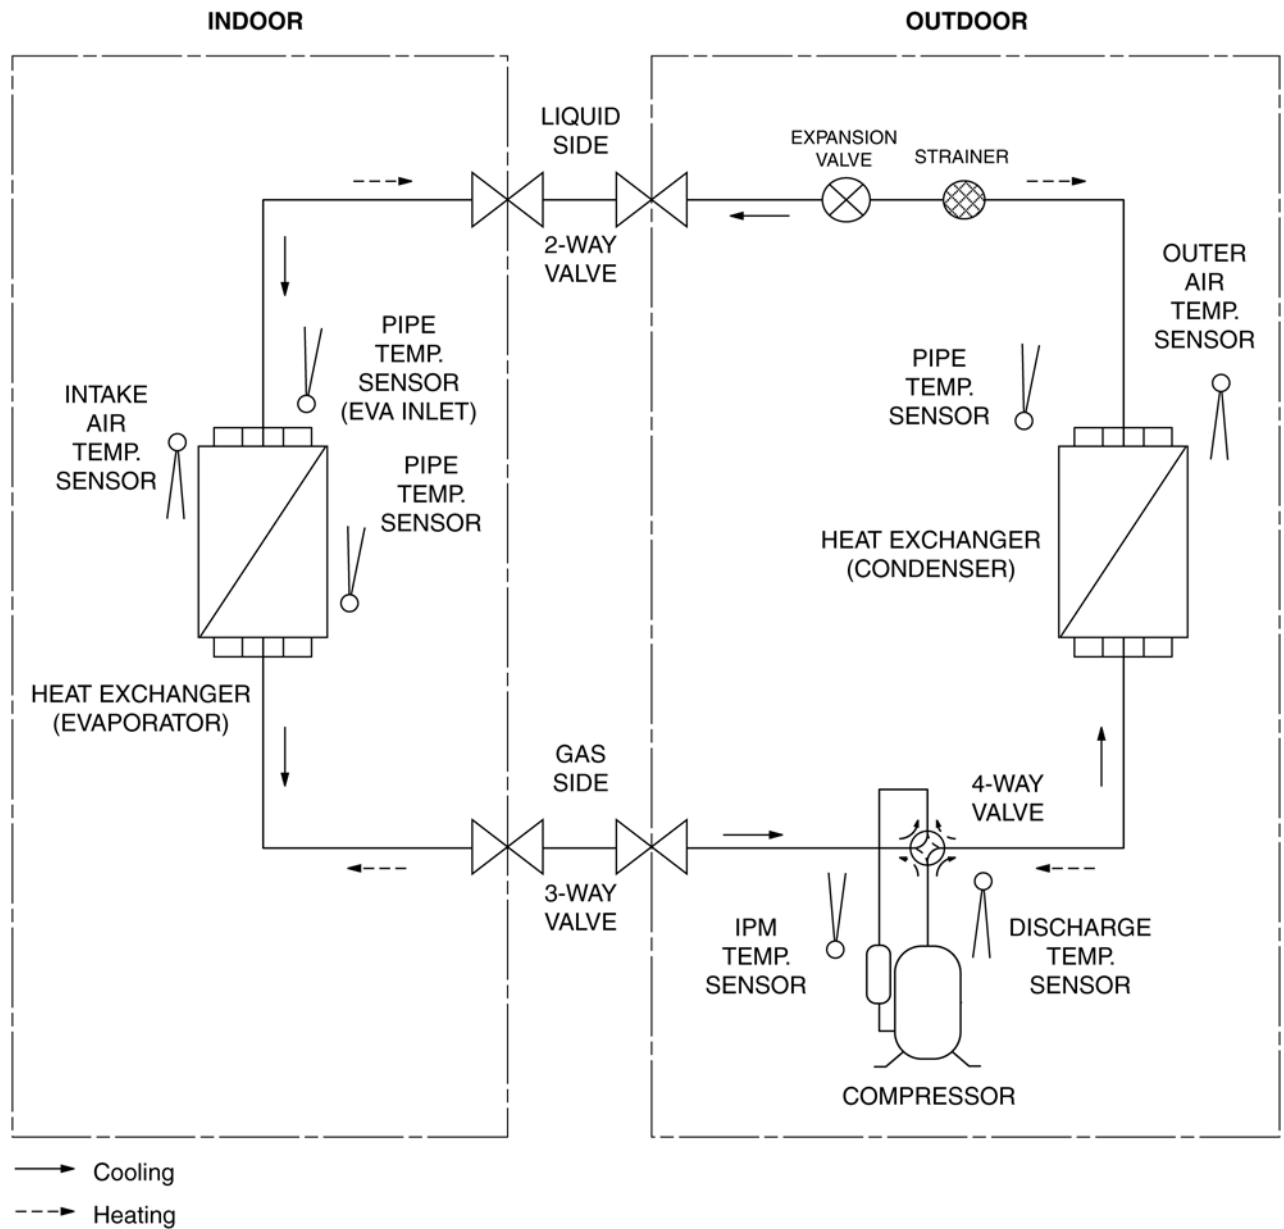 INDOOR
OUTDOOR
LIQUID
SIDE
EXPANSION
VALVE
STRAINER
2-WAY
VALVE
OUTER
AIR
TEMP.
SENSOR
PIPE
TEMP.
SENSOR
(EVA INLET)
PIPE
TEMP.
SENSOR
INTAKE
AIR
TEMP.
SENSOR
PIPE
TEMP.
SENSOR
HEAT EXCHANGER
(CONDENSER)
HEAT EXCHANGER
(EVAPORATOR)
GAS
SIDE
4-WAY
VALVE
3-WAY
VALVE
IPM
TEMP.
SENSOR
DISCHARGE
TEMP.
SENSOR
COMPRESSOR
Cooling
Heating